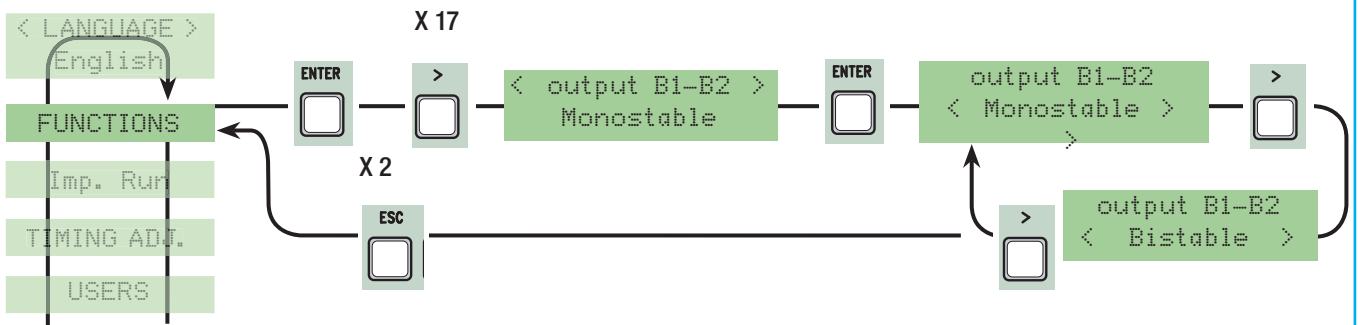 X 17
< LANGUAGE >
English
ENTER
>
< output B1–B2 >
Monostable
ENTER
output B1–B2
< Monostable >
>
>
FUNCTIONS
X 2
Imp. Run
ESC
>
output B1–B2
< Bistable >
TIMING ADJ.
USERS